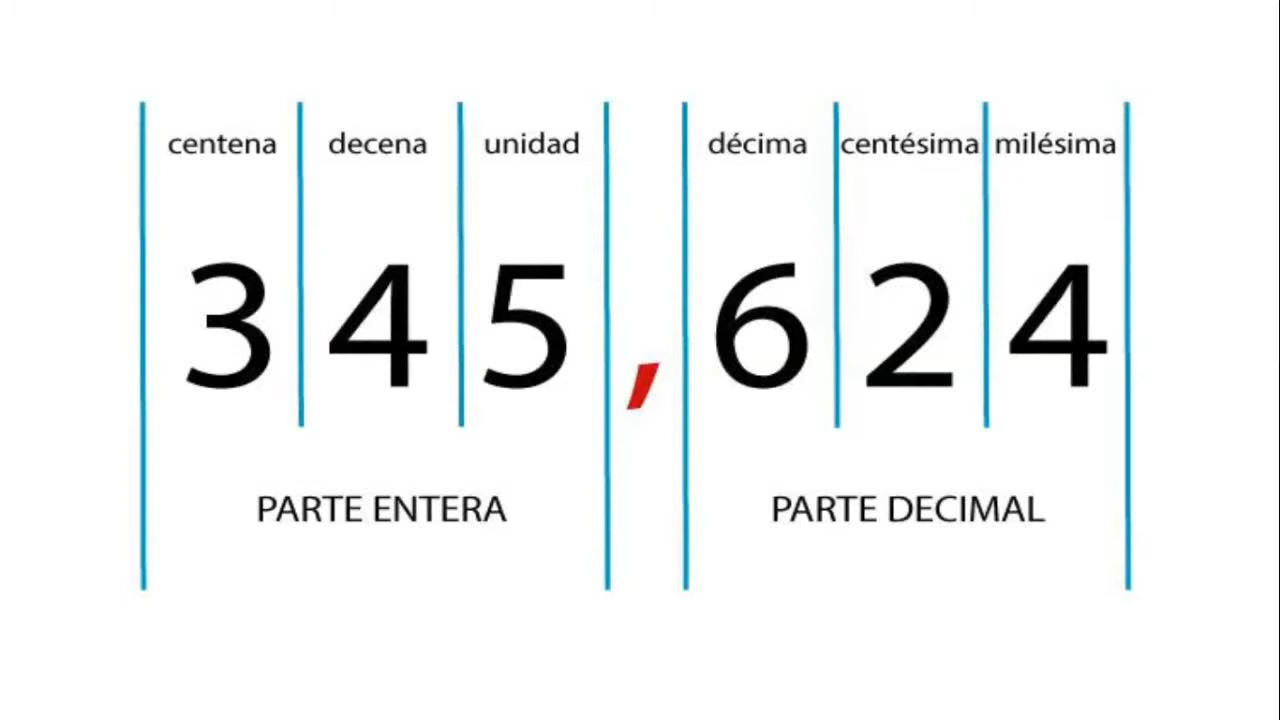 centena decena unidad décima centésima milésima
345,624
PARTE ENTERA PARTE DECIMAL